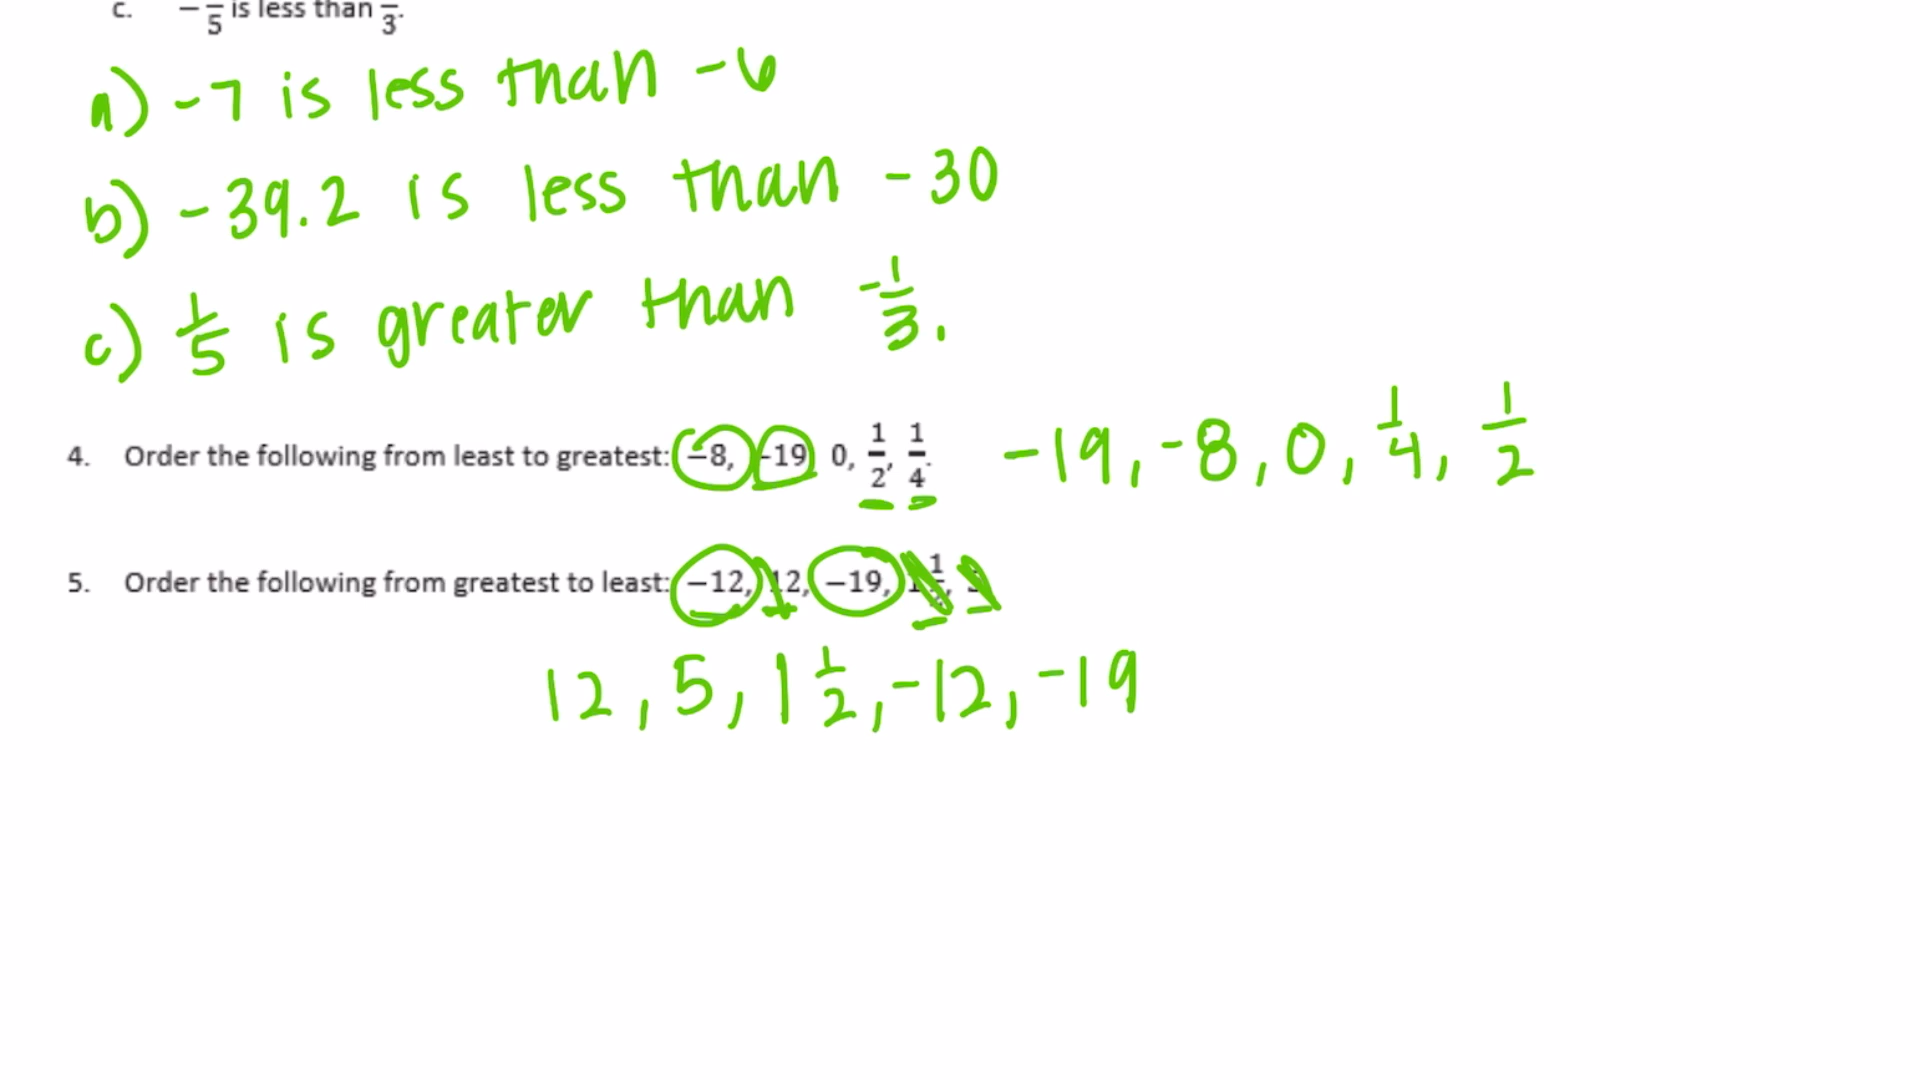 c. − /5 is less than /3.
a) -7 is less than -6
b) -39.2 is less than -30
c) 1/5 is greater than -1/3.
4. Order the following from least to greatest: −8, -19, 0, 1/2, 1/4. -19, -8, 0, 1/4, 1/2
5. Order the following from greatest to least: −12, 12, −19,
12, 5, 1 1/2, -12, -19